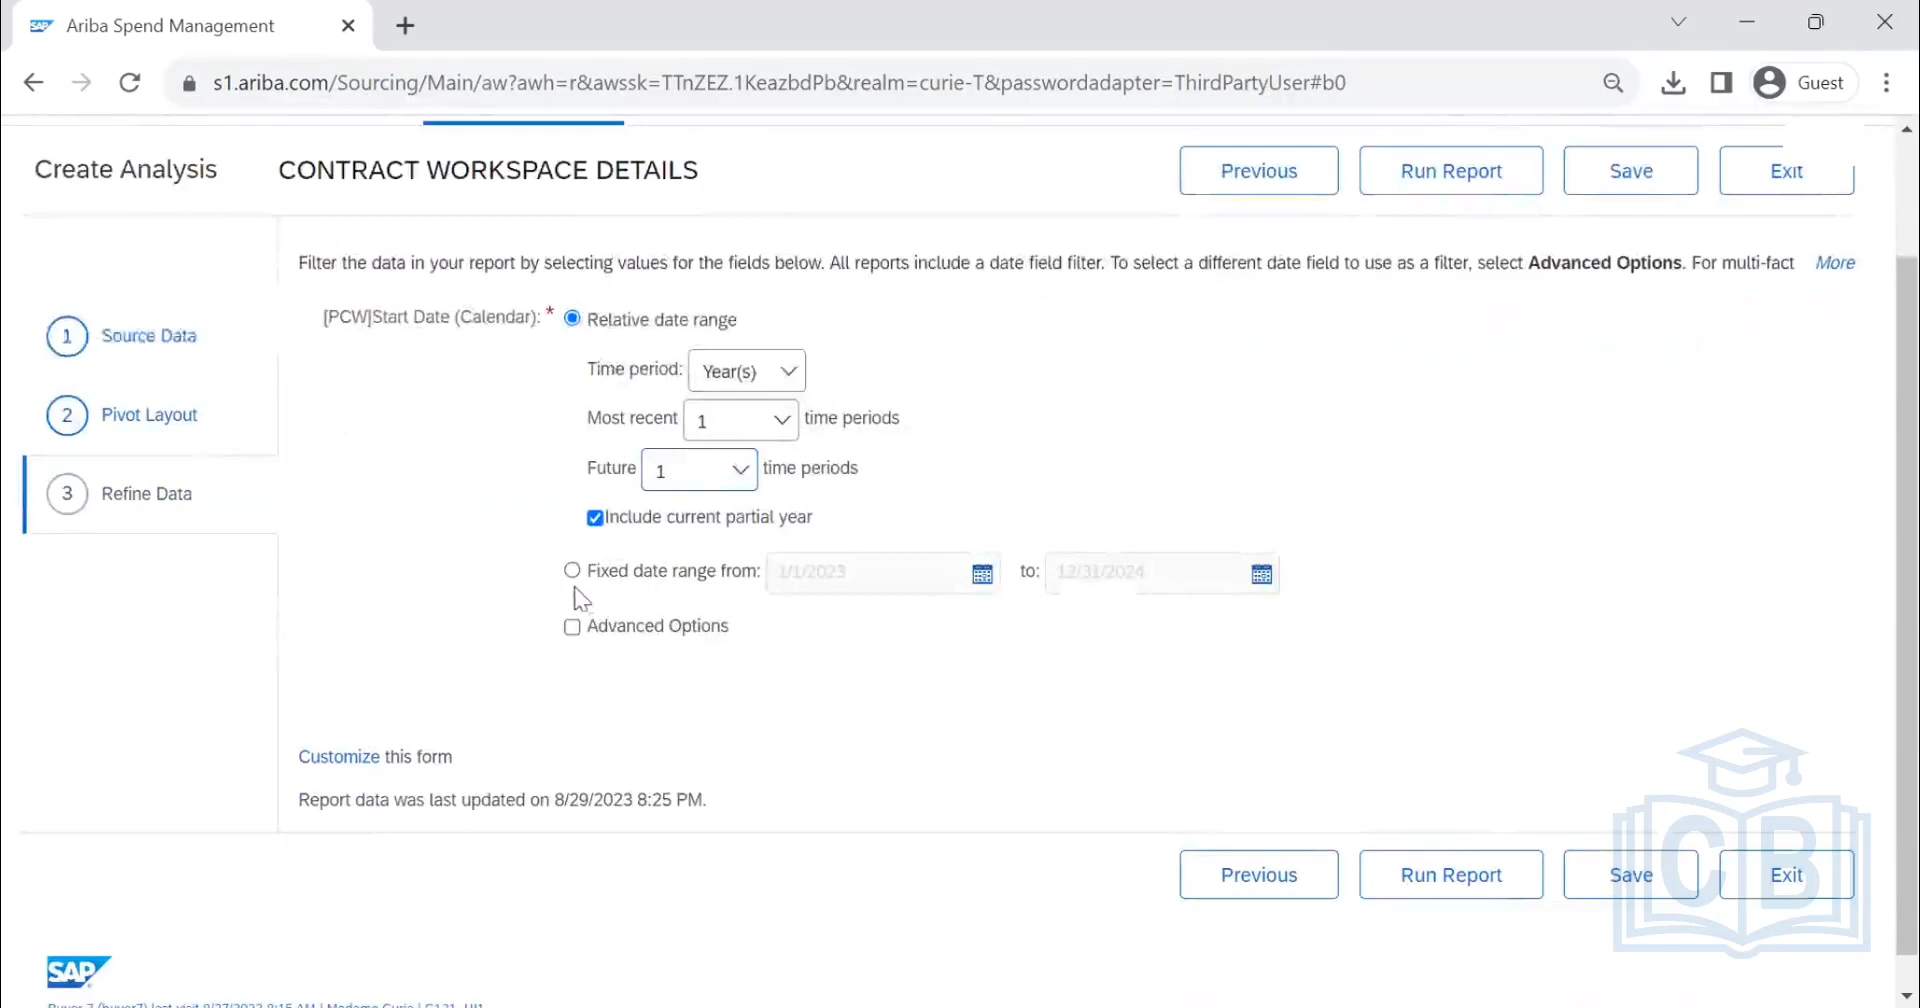 SAP Ariba Spend Management
s1.ariba.com/Sourcing/Main/aw?awh=r&awssk=TTnZEZ.1KeazbdPb&realm=curie-T&passwordadapter=ThirdPartyUser#b0
Guest
Create Analysis
CONTRACT WORKSPACE DETAILS
Previous
Run Report
Save
Exit
Filter the data in your report by selecting values for the fields below. All reports include a date field filter. To select a different date field to use as a filter, select Advanced Options. For multi-fact More
1 Source Data
2 Pivot Layout
3 Refine Data
[PCW]Start Date (Calendar): * Relative date range
Time period: Year(s)
Most recent 1 time periods
Future 1 time periods
Include current partial year
Fixed date range from: 1/1/2023 to: 12/31/2024
Advanced Options
Customize this form
Report data was last updated on 8/29/2023 8:25 PM.
Previous
Run Report
Save
Exit
CB
SAP